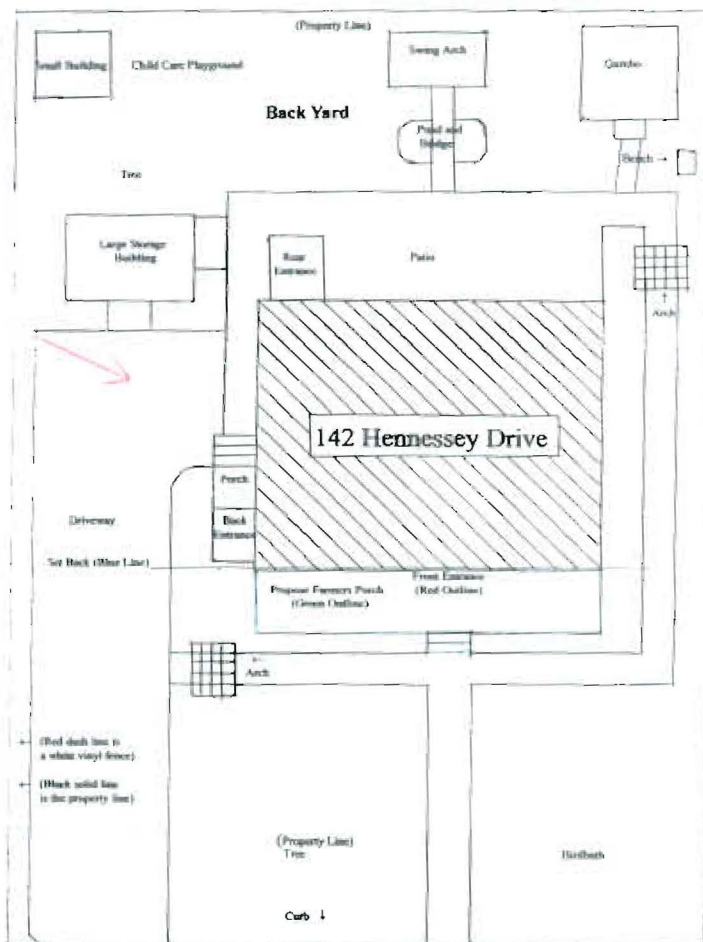 (Property Line)
Small Building
Child Care Playground
Swing Arch
Gazebo
Back Yard
Pond and
Bridge
Bench →
Tree
Large Storage
Building
Rear
Entrance
Patio
↑
Arch
142 Hennessey Drive
Porch
Driveway
Back
Entrance
Set Back (Blue Line)
Propose Farmers Porch
(Green Outline)
Front Entrance
(Red Outline)
←
Arch
← (Red dash line is
a white vinyl fence)
← (Black solid line
is the property line)
(Property Line)
Tree
Birdbath
Curb ↓